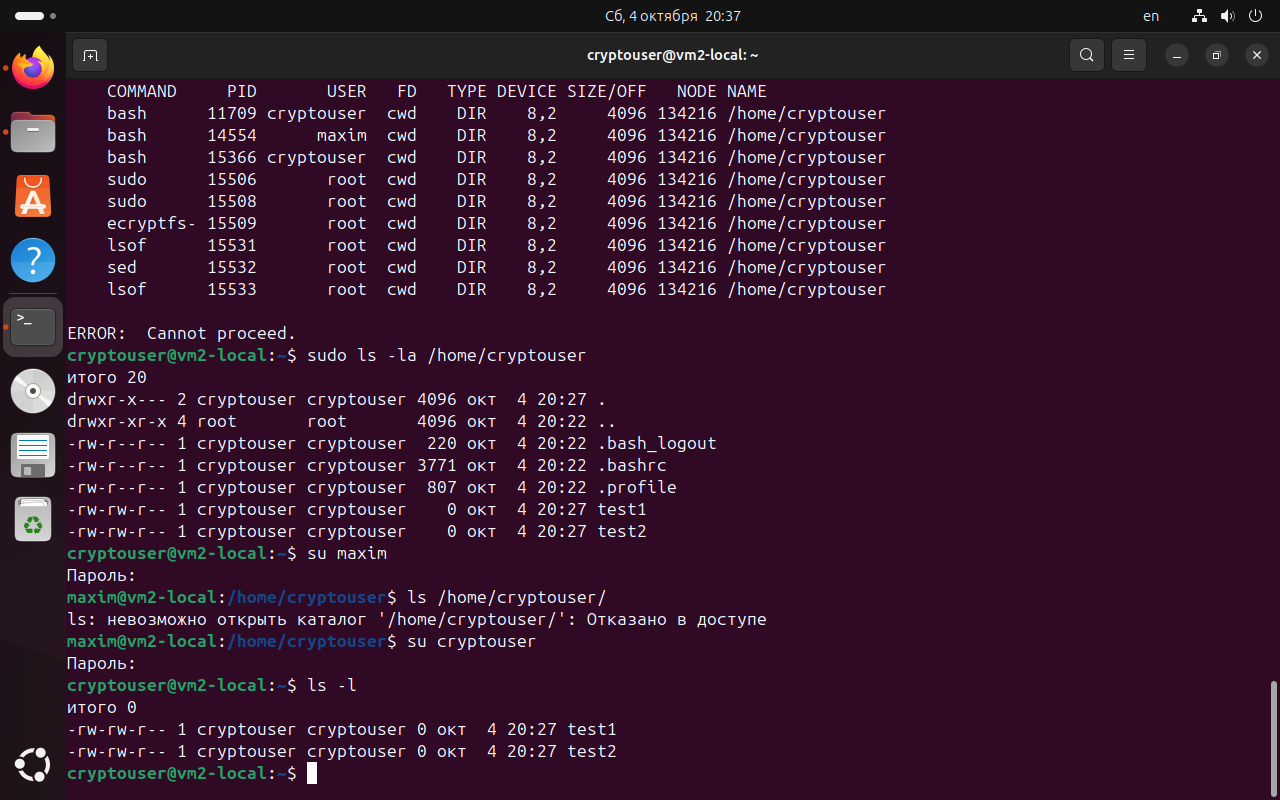 Сб, 4 октября 20:37
en
cryptouser@vm2-local: ~
COMMAND     PID       USER   FD   TYPE DEVICE SIZE/OFF   NODE NAME
bash      11709 cryptouser  cwd    DIR    8,2     4096 134216 /home/cryptouser
bash      14554      maxim  cwd    DIR    8,2     4096 134216 /home/cryptouser
bash      15366 cryptouser  cwd    DIR    8,2     4096 134216 /home/cryptouser
sudo      15506       root  cwd    DIR    8,2     4096 134216 /home/cryptouser
sudo      15508       root  cwd    DIR    8,2     4096 134216 /home/cryptouser
ecryptfs- 15509       root  cwd    DIR    8,2     4096 134216 /home/cryptouser
lsof      15531       root  cwd    DIR    8,2     4096 134216 /home/cryptouser
sed       15532       root  cwd    DIR    8,2     4096 134216 /home/cryptouser
lsof      15533       root  cwd    DIR    8,2     4096 134216 /home/cryptouser
ERROR:  Cannot proceed.
cryptouser@vm2-local:~$ sudo ls -la /home/cryptouser
итого 20
drwxr-x--- 2 cryptouser cryptouser 4096 окт  4 20:27 .
drwxr-xr-x 4 root       root       4096 окт  4 20:22 ..
-rw-r--r-- 1 cryptouser cryptouser  220 окт  4 20:22 .bash_logout
-rw-r--r-- 1 cryptouser cryptouser 3771 окт  4 20:22 .bashrc
-rw-r--r-- 1 cryptouser cryptouser  807 окт  4 20:22 .profile
-rw-rw-r-- 1 cryptouser cryptouser    0 окт  4 20:27 test1
-rw-rw-r-- 1 cryptouser cryptouser    0 окт  4 20:27 test2
cryptouser@vm2-local:~$ su maxim
Пароль:
maxim@vm2-local:/home/cryptouser$ ls /home/cryptouser/
ls: невозможно открыть каталог '/home/cryptouser/': Отказано в доступе
maxim@vm2-local:/home/cryptouser$ su cryptouser
Пароль:
cryptouser@vm2-local:~$ ls -l
итого 0
-rw-rw-r-- 1 cryptouser cryptouser 0 окт  4 20:27 test1
-rw-rw-r-- 1 cryptouser cryptouser 0 окт  4 20:27 test2
cryptouser@vm2-local:~$